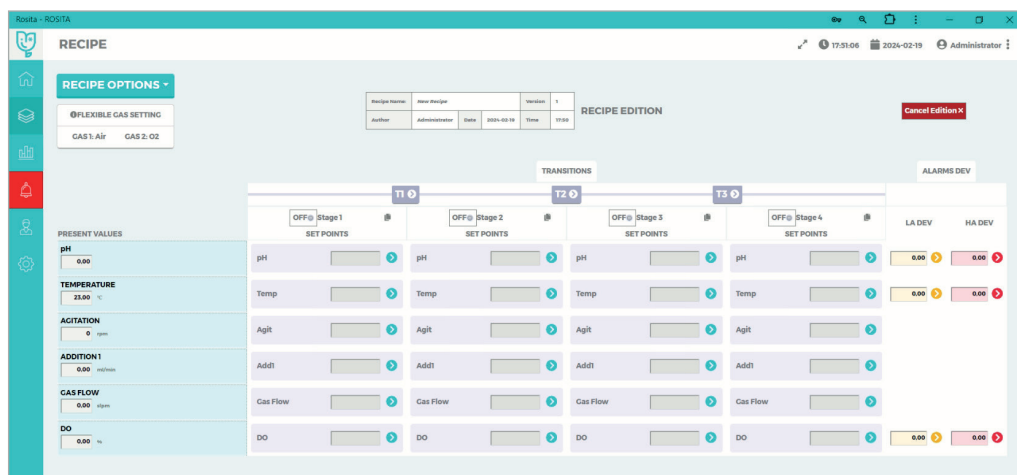 Rosita - ROSITA
RECIPE
17:51:06 2024-02-19 Administrator
RECIPE OPTIONS
FLEXIBLE GAS SETTING
GAS 1: Air GAS 2: O2
Recipe Name: New Recipe Version 1
Author Administrator Date 2024-02-19 Time 17:50
RECIPE EDITION
Cancel Edition X
TRANSITIONS
ALARMS DEV
T1 T2 T3
OFF Stage 1 OFF Stage 2 OFF Stage 3 OFF Stage 4
LA DEV HA DEV
PRESENT VALUES
SET POINTS SET POINTS SET POINTS SET POINTS
pH
0.00
pH pH pH pH 0.00 0.00
TEMPERATURE
23,00 °C
Temp Temp Temp Temp 0.00 0.00
AGITATION
0 rpm
Agit Agit Agit Agit
ADDITION 1
0.00 ml/min
Add1 Add1 Add1 Add1
GAS FLOW
0.00 slpm
Gas Flow Gas Flow Gas Flow Gas Flow
DO
0.00 %
DO DO DO DO 0.00 0.00